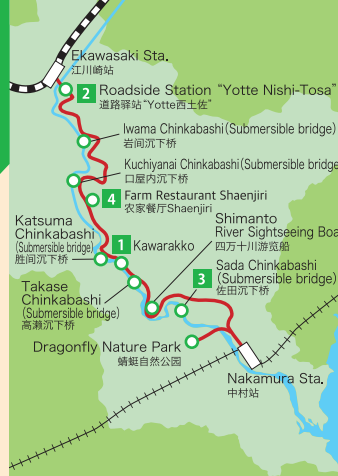 Ekawasaki Sta.
江川崎站
2 Roadside Station "Yotte Nishi-Tosa"
道路驿站"Yotte西土佐"
Iwama Chinkabashi(Submersible bridge)
岩间沉下桥
Kuchiyanai Chinkabashi(Submersible bridge
口屋内沉下桥
4 Farm Restaurant Shaenjiri
农家餐厅Shaenjiri
Katsuma
Chinkabashi
(Submersible bridge)
胜间沉下桥
1 Kawarakko
Shimanto
River Sightseeing Boa
四万十川游览船
3 Sada Chinkabashi
(Submersible bridge)
佐田沉下桥
Takase
Chinkabashi
(Submersible bridge)
高濑沉下桥
Dragonfly Nature Park
蜻蜓自然公园
Nakamura Sta.
中村站